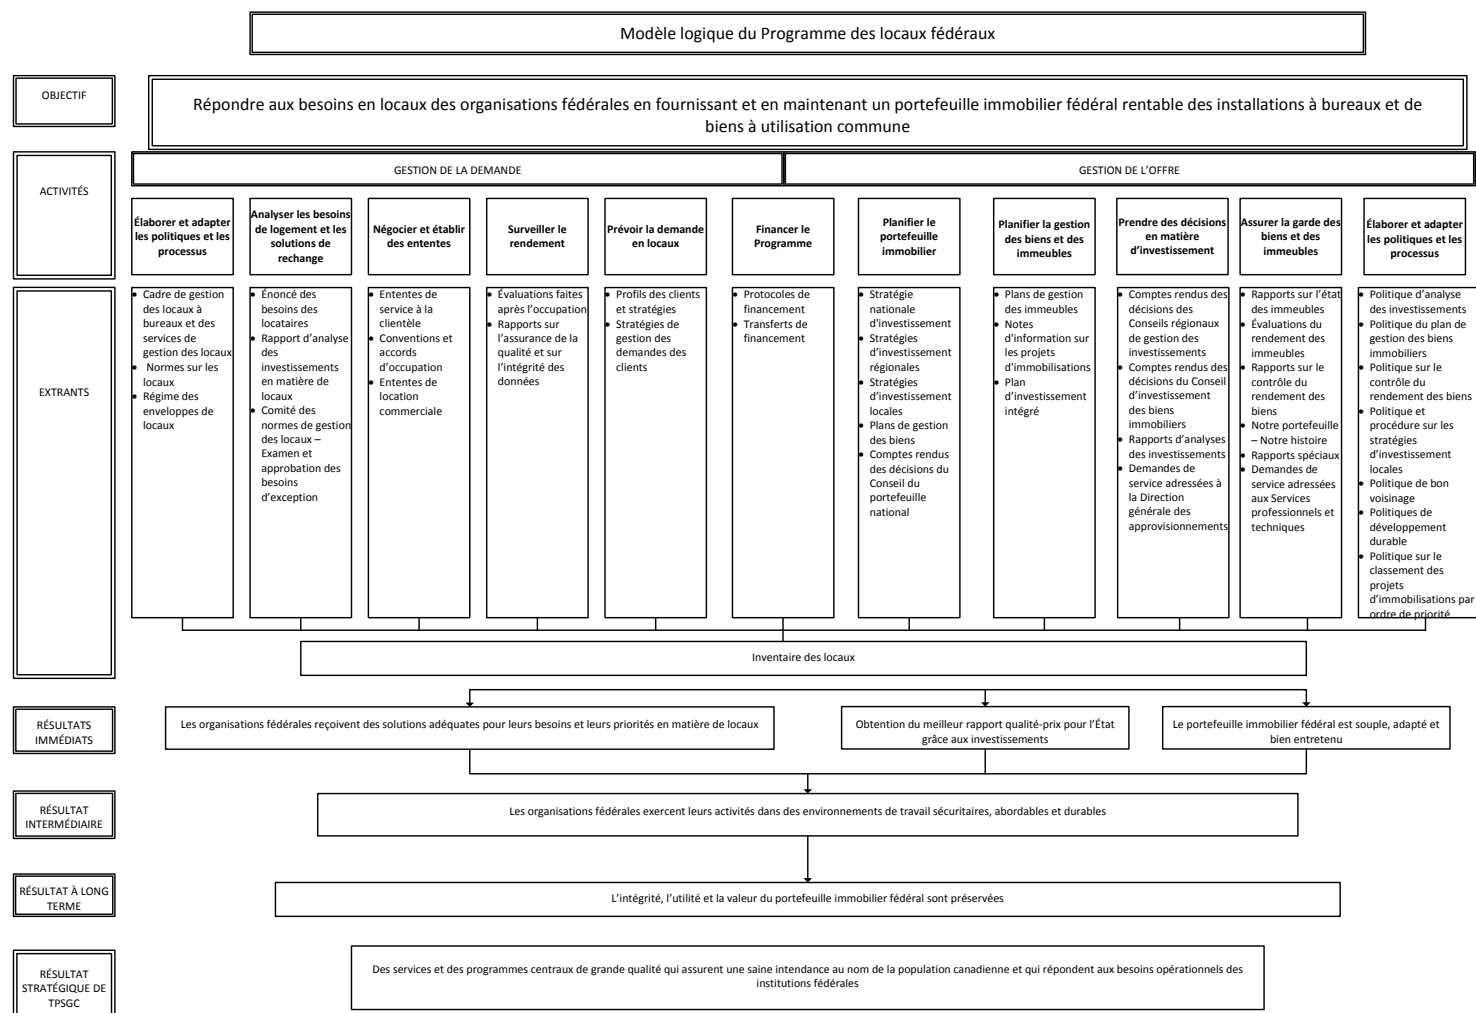 Modèle logique du Programme des locaux fédéraux
OBJECTIF
Répondre aux besoins en locaux des organisations fédérales en fournissant et en maintenant un portefeuille immobilier fédéral rentable des installations à bureaux et de
biens à utilisation commune
ACTIVITÉS
GESTION DE LA DEMANDE
GESTION DE L'OFFRE
Élaborer et adapter
les politiques et les
processus
Analyser les besoins
de logement et les
solutions de
rechange
Négocier et établir
des ententes
Surveiller le
rendement
Prévoir la demande
en locaux
Financer le
Programme
Planifier le
portefeuille
immobilier
Planifier la gestion
des biens et des
immeubles
Prendre des décisions
en matière
d'investissement
Assurer la garde des
biens et des
immeubles
Élaborer et adapter
les politiques et les
processus
EXTRANTS
• Cadre de gestion
des locaux à
bureaux et des
services de
gestion des locaux
• Normes sur les
locaux
• Régime des
enveloppes de
locaux
• Énoncé des
besoins des
locataires
• Rapport d'analyse
des
investissements
en matière de
locaux
• Comité des
normes de gestion
des locaux –
Examen et
approbation des
besoins
d'exception
• Ententes de
service à la
clientèle
• Conventions et
accords
d'occupation
• Ententes de
location
commerciale
• Évaluations faites
après l'occupation
• Rapports sur
l'assurance de la
qualité et sur
l'intégrité des
données
• Profils des clients
et stratégies
• Stratégies de
gestion des
demandes des
clients
• Protocoles de
financement
• Transferts de
financement
• Stratégie
nationale
d'investissement
• Stratégies
d'investissement
régionales
• Stratégies
d'investissement
locales
• Plans de gestion
des biens
• Comptes rendus
des décisions du
Conseil du
portefeuille
national
• Plans de gestion
des immeubles
• Notes
d'information sur
les projets
d'immobilisations
• Plan
d'investissement
intégré
• Comptes rendus des
décisions des
Conseils régionaux
de gestion des
investissements
• Comptes rendus des
décisions du Conseil
d'investissement
des biens
immobiliers
• Rapports d'analyses
des investissements
• Demandes de
service adressées à
la Direction
générale des
approvisionnements
• Rapports sur l'état
des immeubles
• Évaluations du
rendement des
immeubles
• Rapports sur le
contrôle du
rendement des
biens
• Notre portefeuille
– Notre histoire
• Rapports spéciaux
• Demandes de
service adressées
aux Services
professionnels et
techniques
• Politique d'analyse
des investissements
• Politique du plan de
gestion des biens
immobiliers
• Politique sur le
contrôle du
rendement des biens
• Politique et
procédure sur les
stratégies
d'investissement
locales
• Politique de bon
voisinage
• Politiques de
développement
durable
• Politique sur le
classement des
projets
d'immobilisations par
ordre de priorité
Inventaire des locaux
RÉSULTATS
IMMÉDIATS
Les organisations fédérales reçoivent des solutions adéquates pour leurs besoins et leurs priorités en matière de locaux
Obtention du meilleur rapport qualité-prix pour l'État
grâce aux investissements
Le portefeuille immobilier fédéral est souple, adapté et
bien entretenu
RÉSULTAT
INTERMÉDIAIRE
Les organisations fédérales exercent leurs activités dans des environnements de travail sécuritaires, abordables et durables
RÉSULTAT À LONG
TERME
L'intégrité, l'utilité et la valeur du portefeuille immobilier fédéral sont préservées
RÉSULTAT
STRATÉGIQUE DE
TPSGC
Des services et des programmes centraux de grande qualité qui assurent une saine intendance au nom de la population canadienne et qui répondent aux besoins opérationnels des
institutions fédérales